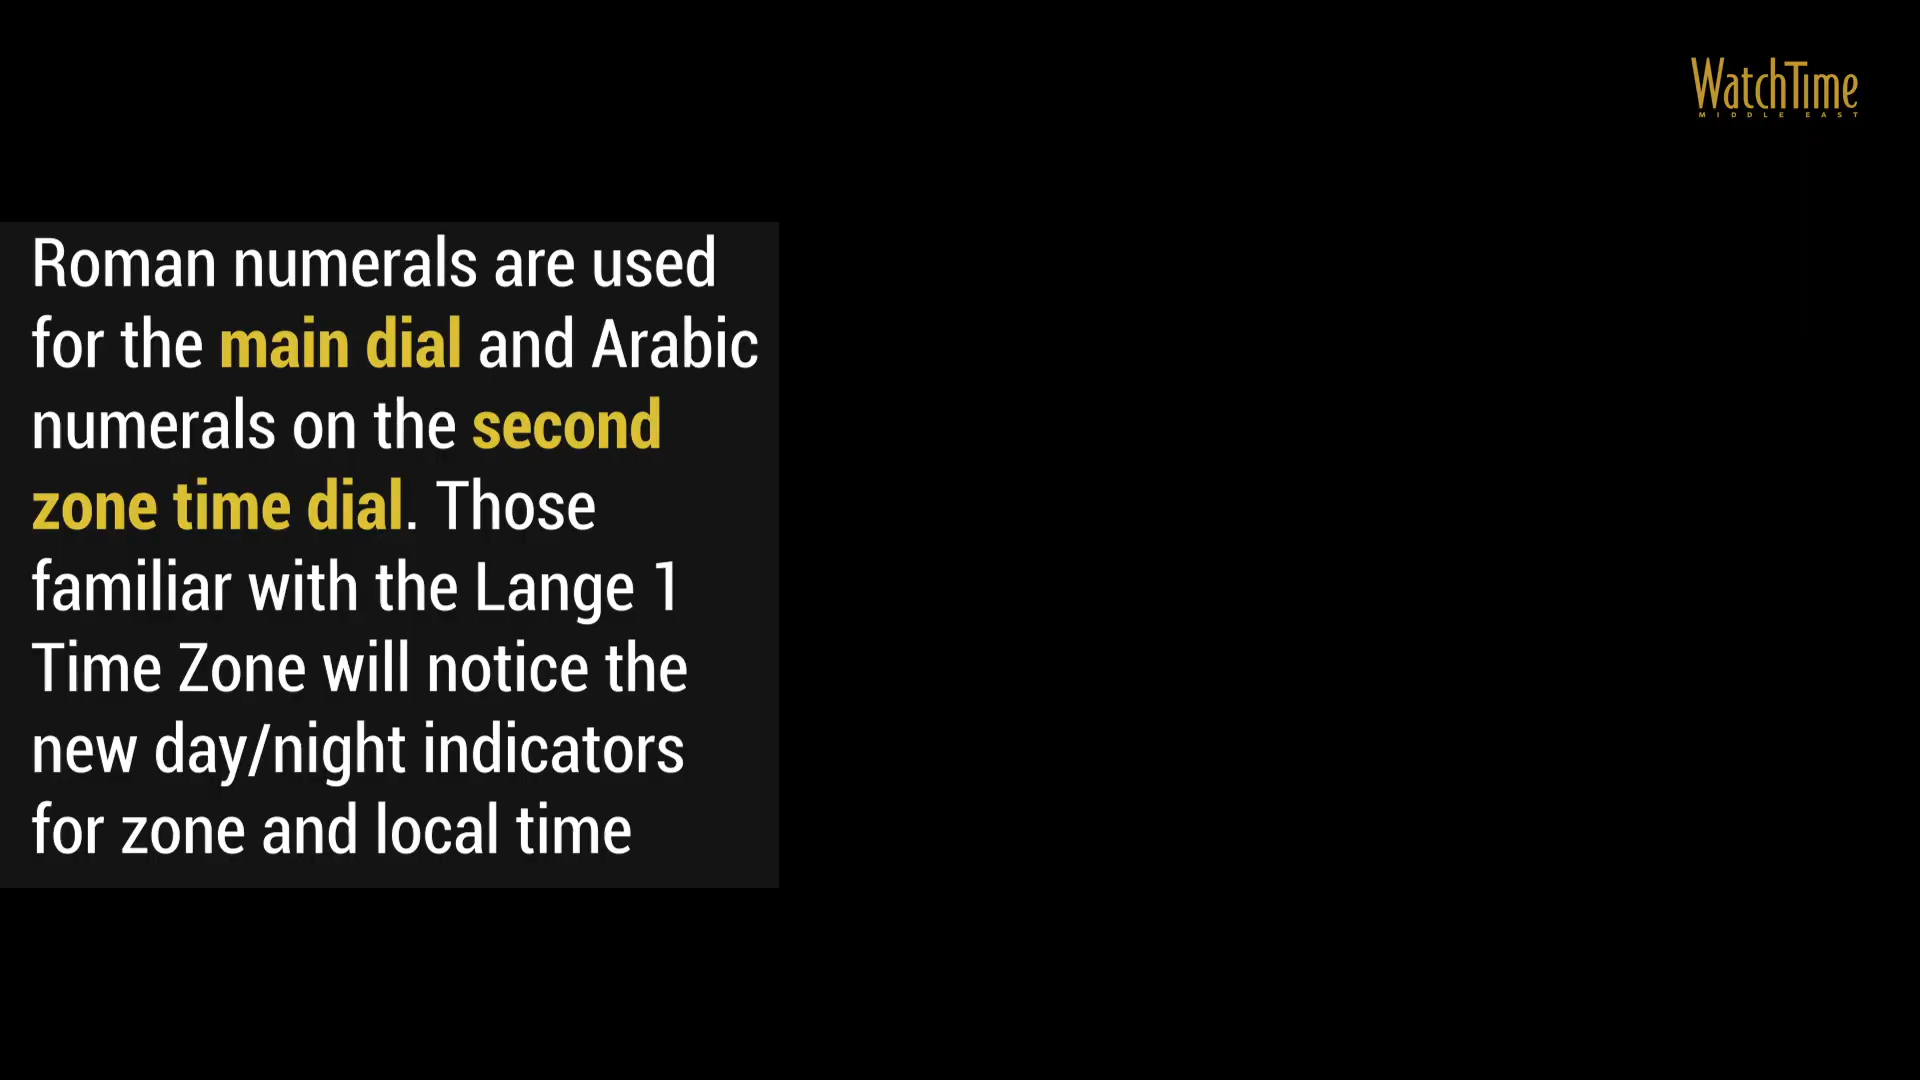 WatchTime
MIDDLE EAST
Roman numerals are used
for the main dial and Arabic
numerals on the second
zone time dial. Those
familiar with the Lange 1
Time Zone will notice the
new day/night indicators
for zone and local time